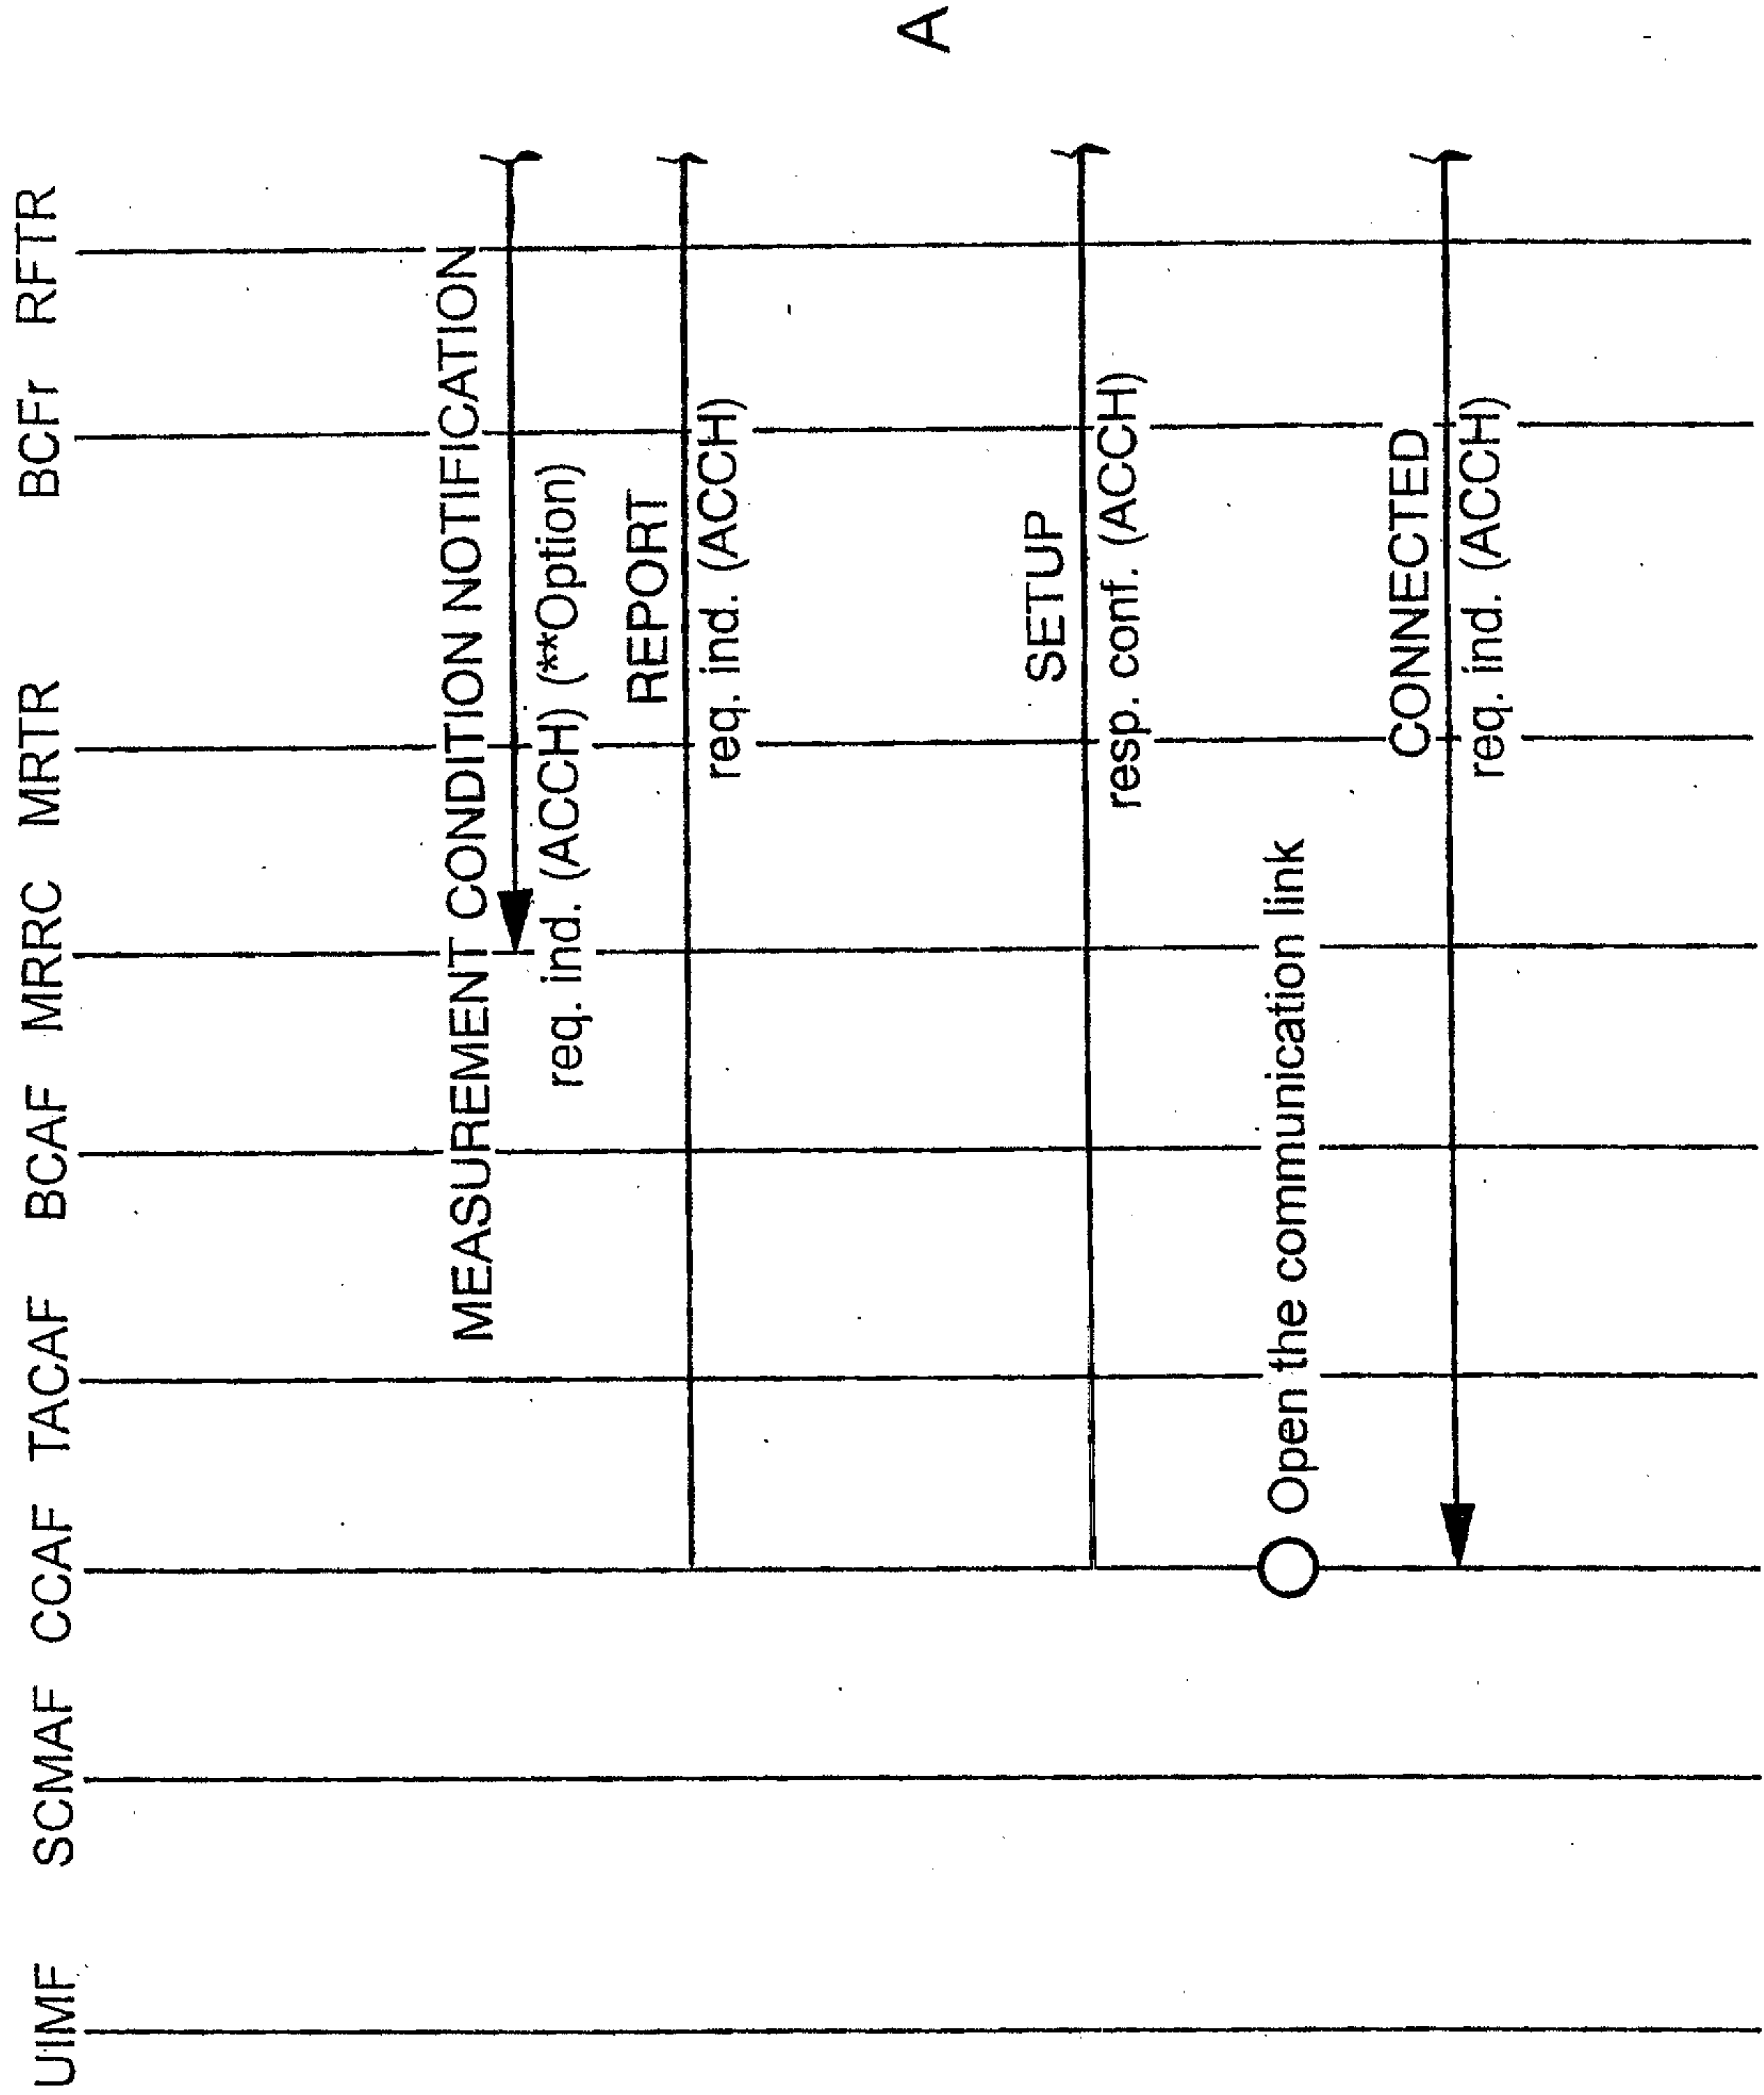 UIMF SCMAF CCAF TACAF BCAF MRRC MRTR BCFr RFTR
MEASUREMENT CONDITION NOTIFICATION
req. ind. (ACCH) (**Option)
REPORT
req. ind. (ACCH)
A
SETUP
resp. conf. (ACCH)
Open the communication link
CONNECTED
req. ind. (ACCH)